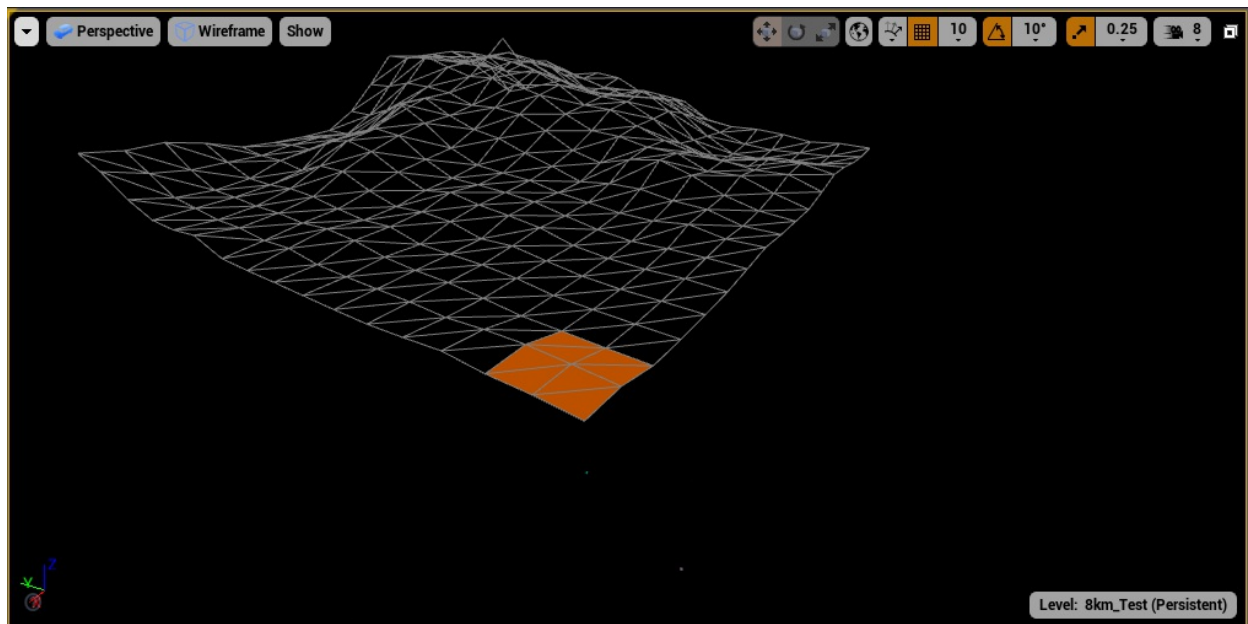 Perspective
Wireframe
Show
10
10°
0.25
8
Z
Y
Level: 8km_Test (Persistent)